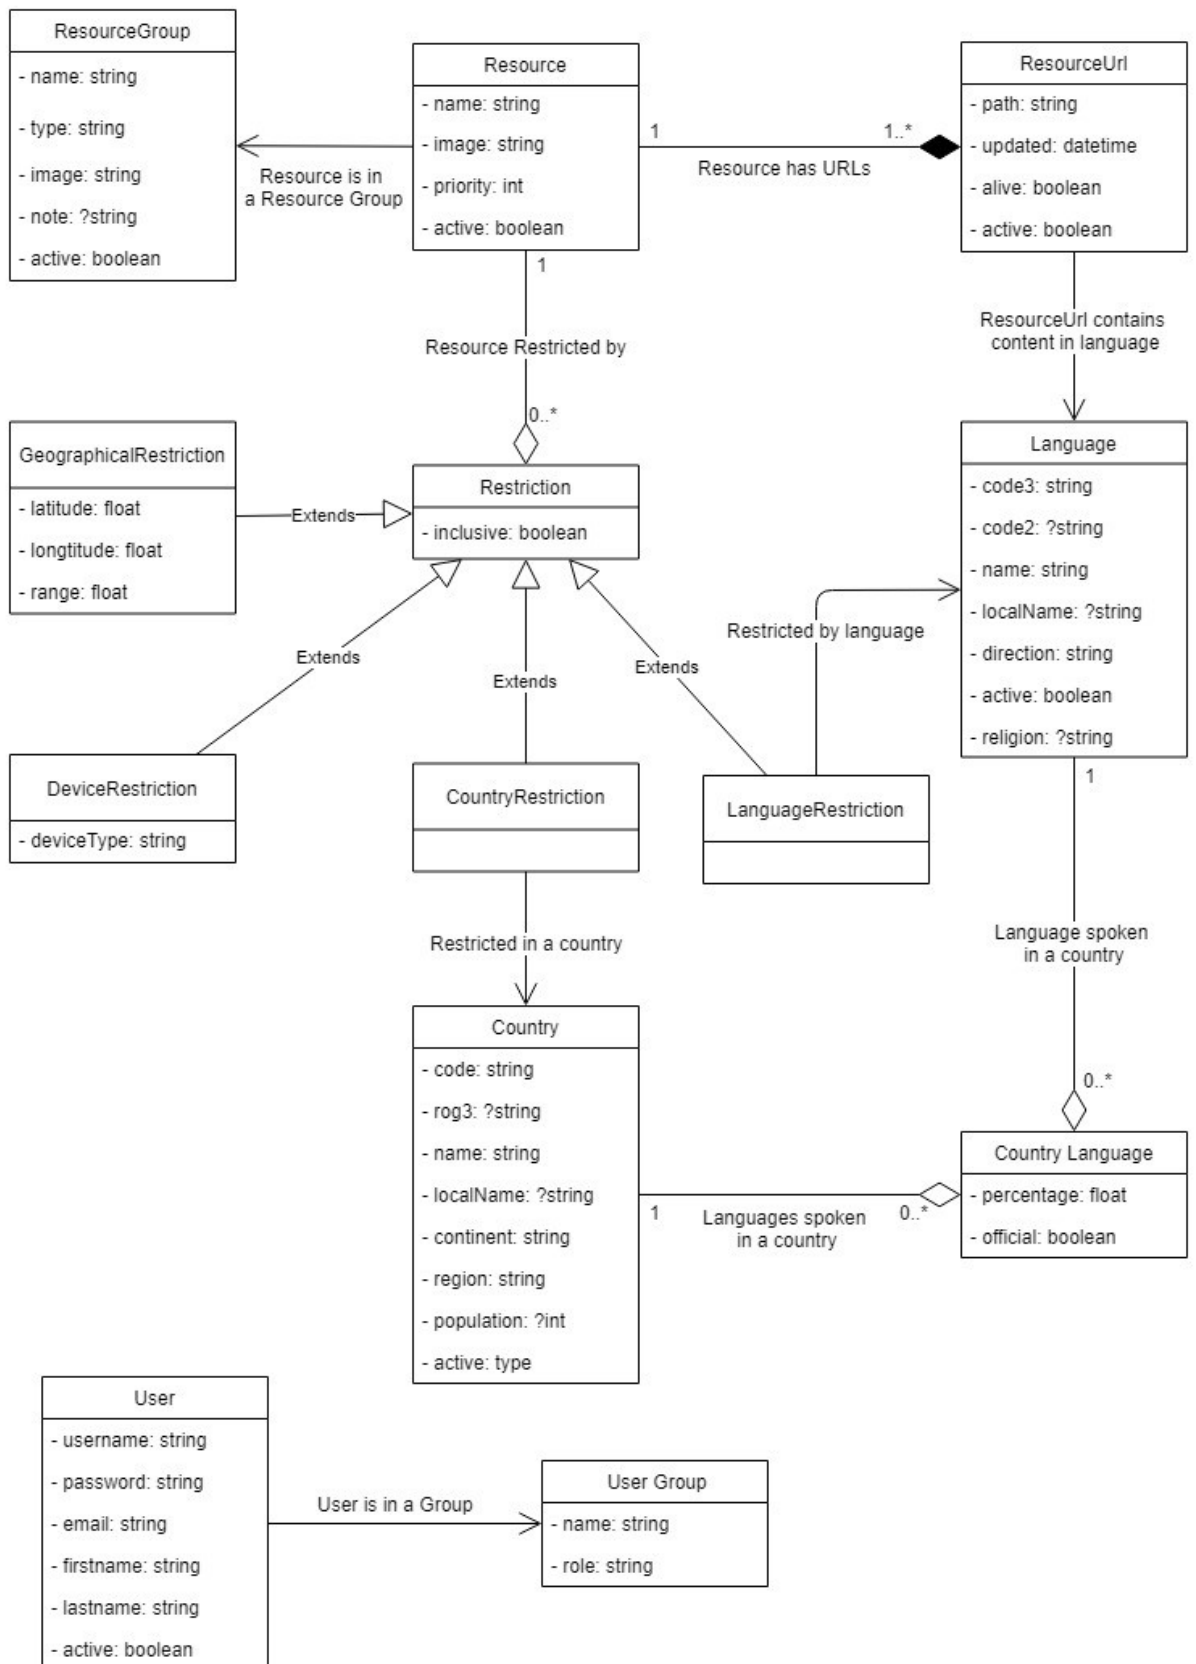 ResourceGroup
- name: string
- type: string
- image: string
- note: ?string
- active: boolean
Resource is in
a Resource Group
Resource
- name: string
- image: string
- priority: int
- active: boolean
1
1..*
Resource has URLs
ResourceUrl
- path: string
- updated: datetime
- alive: boolean
- active: boolean
1
Resource Restricted by
0..*
ResourceUrl contains
content in language
GeographicalRestriction
- latitude: float
- longtitude: float
- range: float
Extends
Restriction
- inclusive: boolean
Language
- code3: string
- code2: ?string
- name: string
- localName: ?string
- direction: string
- active: boolean
- religion: ?string
Restricted by language
Extends
Extends
Extends
DeviceRestriction
- deviceType: string
CountryRestriction
LanguageRestriction
1
Language spoken
in a country
0..*
Restricted in a country
Country
- code: string
- rog3: ?string
- name: string
- localName: ?string
- continent: string
- region: string
- population: ?int
- active: type
1
Languages spoken
in a country
0..*
Country Language
- percentage: float
- official: boolean
User
- username: string
- password: string
- email: string
- firstname: string
- lastname: string
- active: boolean
User is in a Group
User Group
- name: string
- role: string